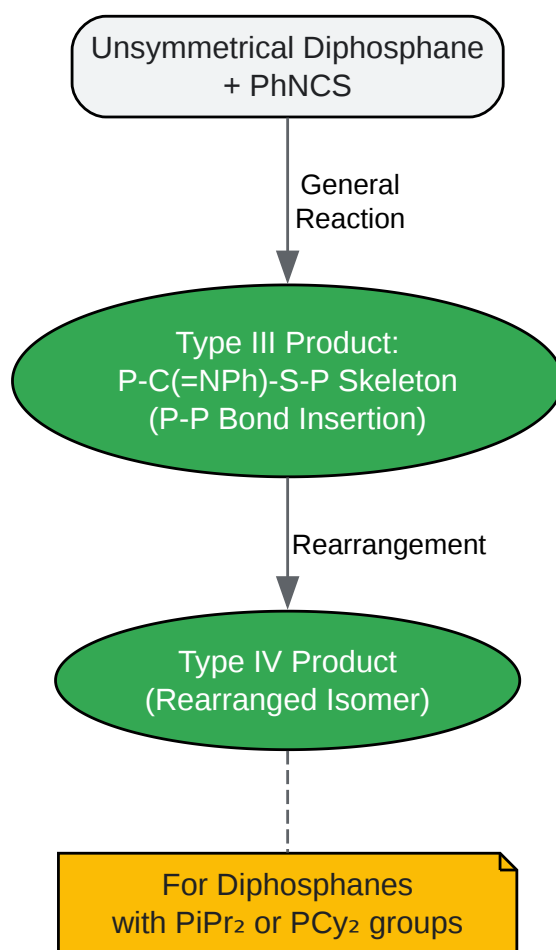 Unsymmetrical Diphosphane
+ PhNCS
General
Reaction
Type III Product:
P-C(=NPh)-S-P Skeleton
(P-P Bond Insertion)
Rearrangement
Type IV Product
(Rearranged Isomer)
For Diphosphanes
with PiPr₂ or PCy₂ groups